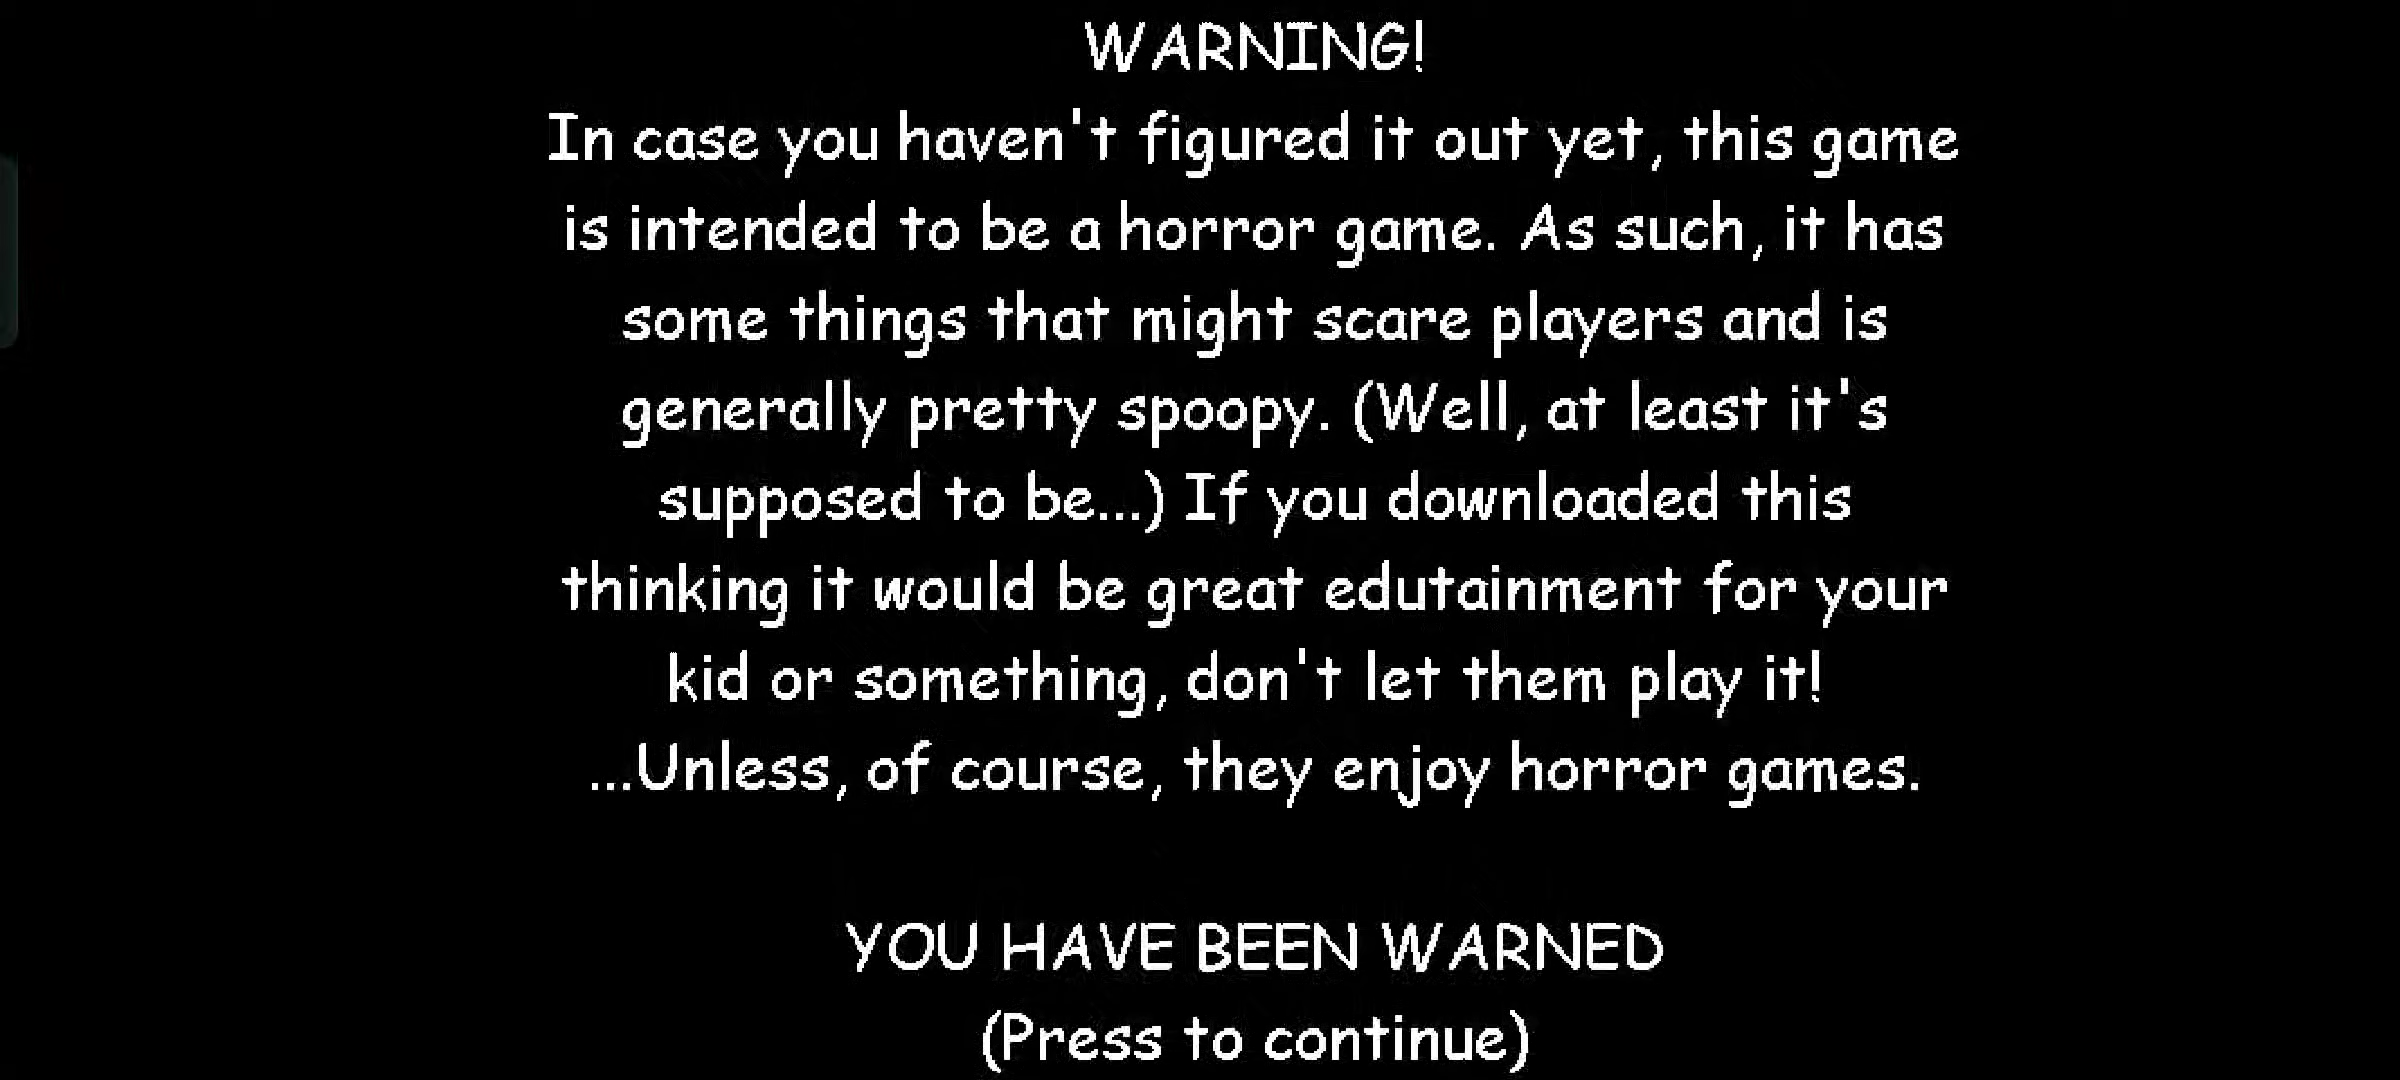 WARNING!
In case you haven't figured it out yet, this game
is intended to be a horror game. As such, it has
some things that might scare players and is
generally pretty spoopy. (Well, at least it's
supposed to be...) If you downloaded this
thinking it would be great edutainment for your
kid or something, don't let them play it!
...Unless, of course, they enjoy horror games.
YOU HAVE BEEN WARNED
(Press to continue)